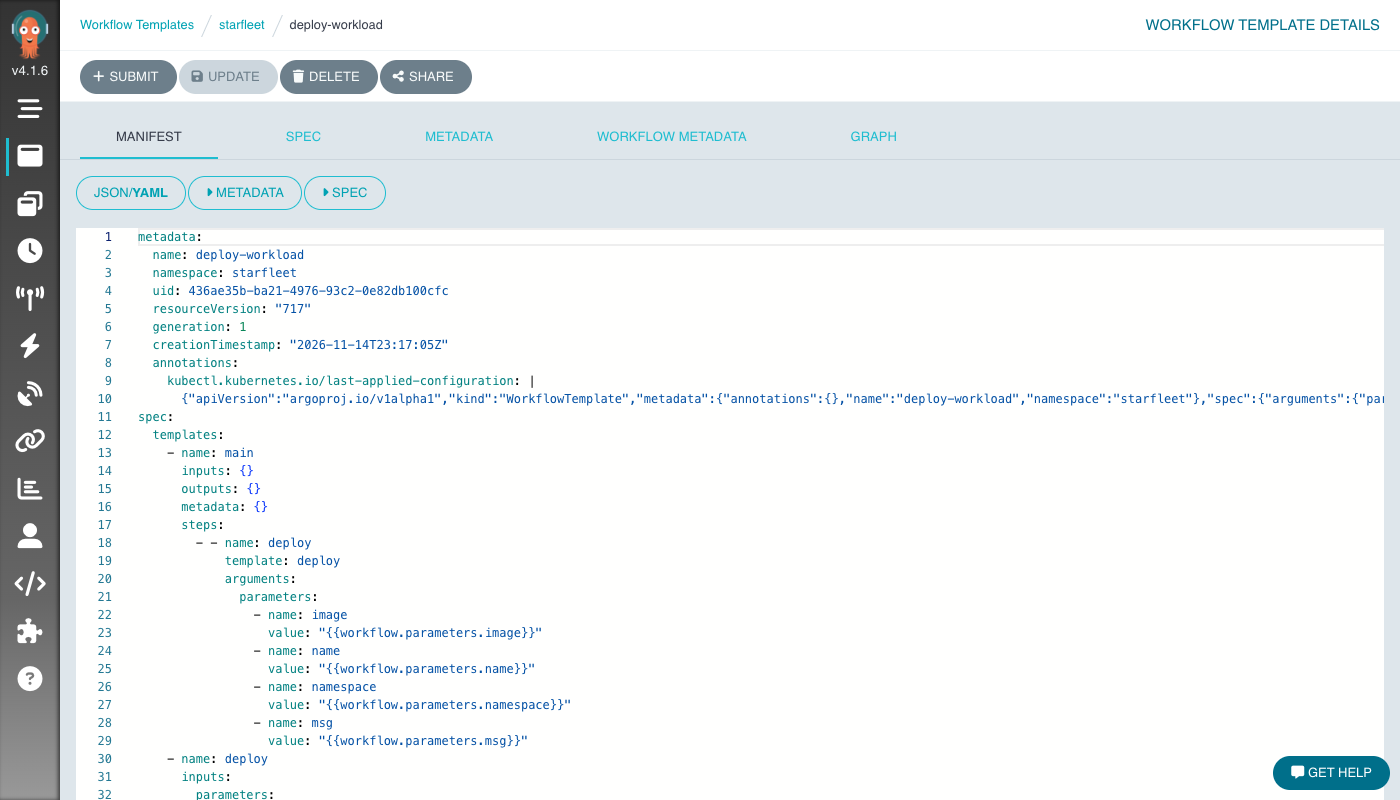 Workflow Templates / starfleet / deploy-workload
WORKFLOW TEMPLATE DETAILS
v4.1.6
+ SUBMIT UPDATE DELETE SHARE
MANIFEST SPEC METADATA WORKFLOW METADATA GRAPH
JSON/YAML METADATA SPEC
1 metadata:
2   name: deploy-workload
3   namespace: starfleet
4   uid: 436ae35b-ba21-4976-93c2-0e82db100cfc
5   resourceVersion: "717"
6   generation: 1
7   creationTimestamp: "2026-11-14T23:17:05Z"
8   annotations:
9     kubectl.kubernetes.io/last-applied-configuration: |
10       {"apiVersion":"argoproj.io/v1alpha1","kind":"WorkflowTemplate","metadata":{"annotations":{},"name":"deploy-workload","namespace":"starfleet"},"spec":{"arguments":{"par
11 spec:
12   templates:
13     - name: main
14       inputs: {}
15       outputs: {}
16       metadata: {}
17       steps:
18         - - name: deploy
19             template: deploy
20             arguments:
21               parameters:
22                 - name: image
23                   value: "{{workflow.parameters.image}}"
24                 - name: name
25                   value: "{{workflow.parameters.name}}"
26                 - name: namespace
27                   value: "{{workflow.parameters.namespace}}"
28                 - name: msg
29                   value: "{{workflow.parameters.msg}}"
30     - name: deploy
31       inputs:
32         parameters:
GET HELP